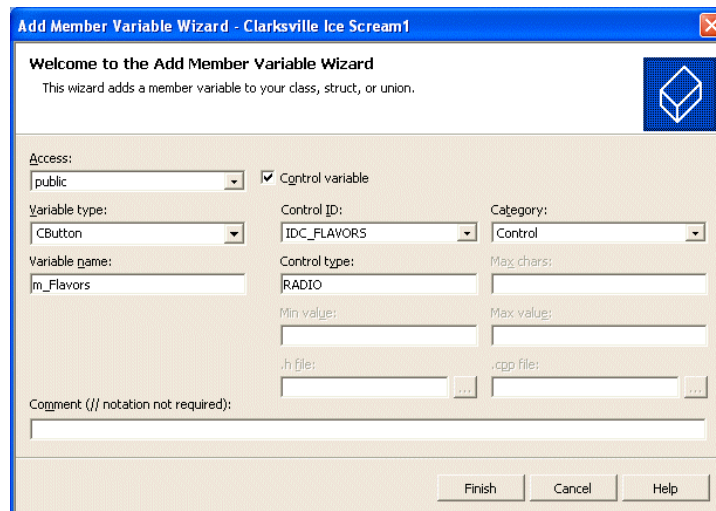 Add Member Variable Wizard - Clarksville Ice Scream1
Welcome to the Add Member Variable Wizard
This wizard adds a member variable to your class, struct, or union.
Access:
public
Control variable
Variable type:
CButton
Control ID:
IDC_FLAVORS
Category:
Control
Variable name:
m_Flavors
Control type:
RADIO
Max chars:
Min value:
Max value:
.h file:
...
.cpp file:
...
Comment (// notation not required):
Finish
Cancel
Help